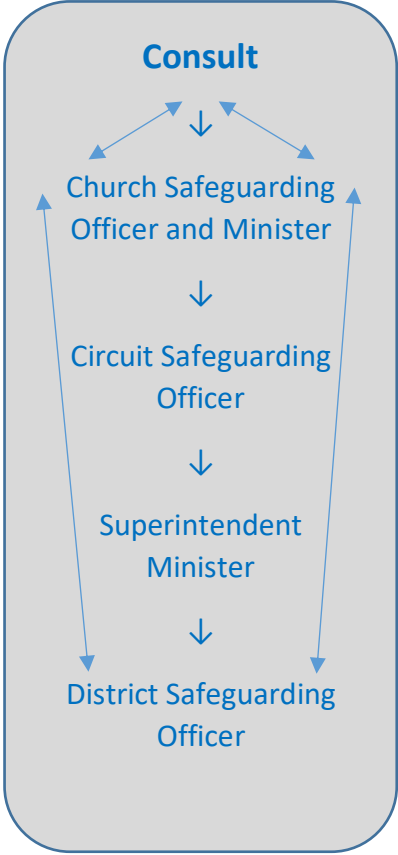 Consult
↓
Church Safeguarding
Officer and Minister
↓
Circuit Safeguarding
Officer
↓
Superintendent
Minister
↓
District Safeguarding
Officer